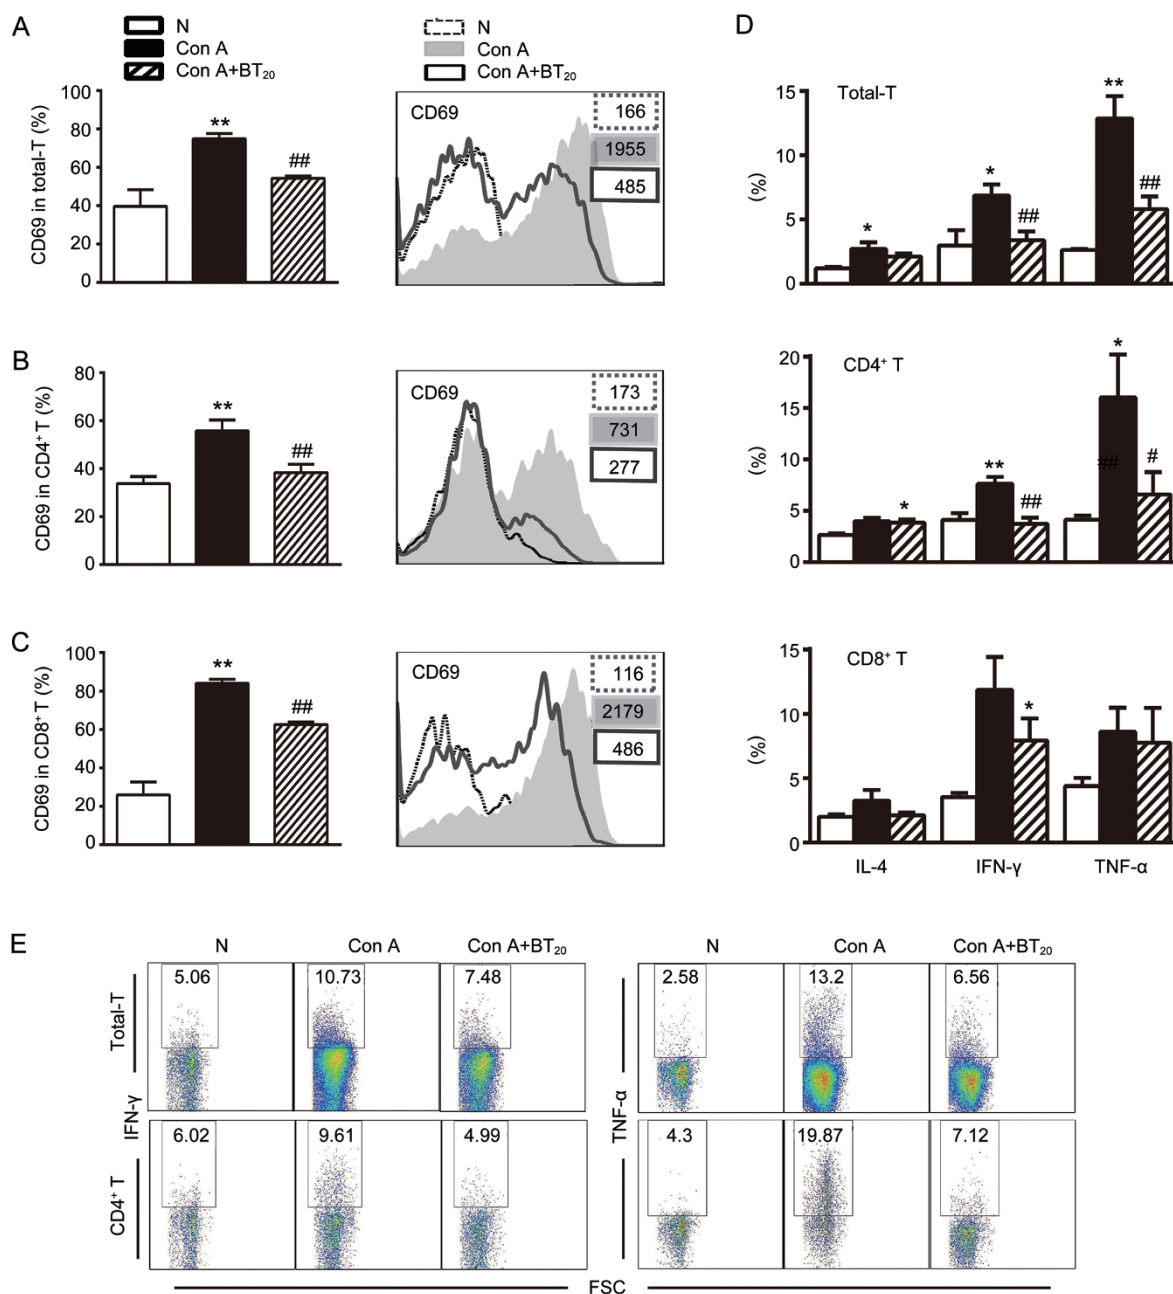 A
N
Con A
Con A+BT20
CD69 in total-T (%)
100
80
60
40
20
0
**
##
N
Con A
Con A+BT20
CD69
166
1955
485
B
CD69 in CD4+ T (%)
80
60
40
20
0
**
##
CD69
173
731
277
C
CD69 in CD8+ T (%)
100
80
60
40
20
0
**
##
CD69
116
2179
486
D
Total-T
(%)
15
10
5
0
*
*
##
**
##
CD4+ T
(%)
20
15
10
5
0
*
**
##
*
##
#
CD8+ T
(%)
15
10
5
0
*
IL-4 IFN-γ TNF-α
E
N Con A Con A+BT20
Total-T
5.06 10.73 7.48
IFN-γ
CD4+ T
6.02 9.61 4.99
N Con A Con A+BT20
2.58 13.2 6.56
TNF-α
4.3 19.87 7.12
FSC